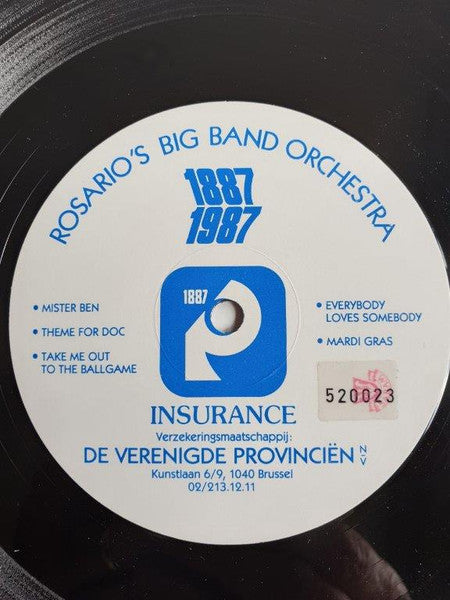 ROSARIO'S BIG BAND ORCHESTRA
1887
1987
1887
• MISTER BEN
• THEME FOR DOC
• TAKE ME OUT
TO THE BALLGAME
• EVERYBODY
LOVES SOMEBODY
• MARDI GRAS
520023
INSURANCE
Verzekeringsmaatschappij:
DE VERENIGDE PROVINCIËN NV
Kunstlaan 6/9, 1040 Brussel
02/213.12.11